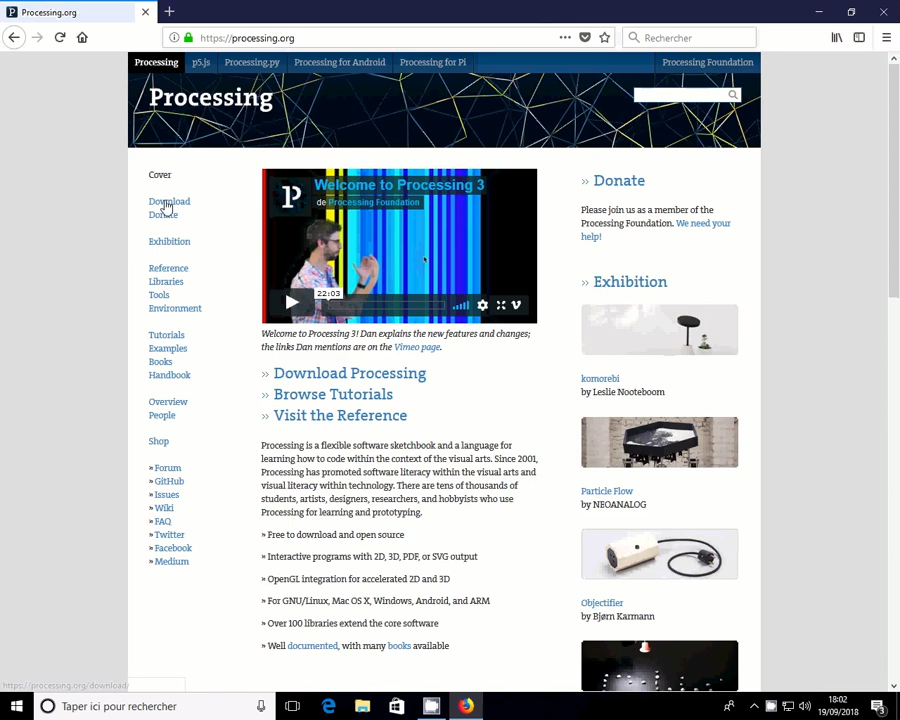 Processing.org
https://processing.org
Rechercher
Processing
p5.js
Processing.py
Processing for Android
Processing for Pi
Processing Foundation
Processing
Cover
Download
Donate
Exhibition
Reference
Libraries
Tools
Environment
Tutorials
Examples
Books
Handbook
Overview
People
Shop
» Forum
» GitHub
» Issues
» Wiki
» FAQ
» Twitter
» Facebook
» Medium
Welcome to Processing 3
de Processing Foundation
22:03
Welcome to Processing 3! Dan explains the new features and changes;
the links Dan mentions are on the Vimeo page.
» Download Processing
» Browse Tutorials
» Visit the Reference
Processing is a flexible software sketchbook and a language for
learning how to code within the context of the visual arts. Since 2001,
Processing has promoted software literacy within the visual arts and
visual literacy within technology. There are tens of thousands of
students, artists, designers, researchers, and hobbyists who use
Processing for learning and prototyping.
» Free to download and open source
» Interactive programs with 2D, 3D, PDF, or SVG output
» OpenGL integration for accelerated 2D and 3D
» For GNU/Linux, Mac OS X, Windows, Android, and ARM
» Over 100 libraries extend the core software
» Well documented, with many books available
» Donate
Please join us as a member of the
Processing Foundation. We need your
help!
» Exhibition
komorebi
by Leslie Nooteboom
Particle Flow
by NEOANALOG
Objectifier
by Bjørn Karmann
https://processing.org/download/
Taper ici pour rechercher
18:02
19/09/2018
3